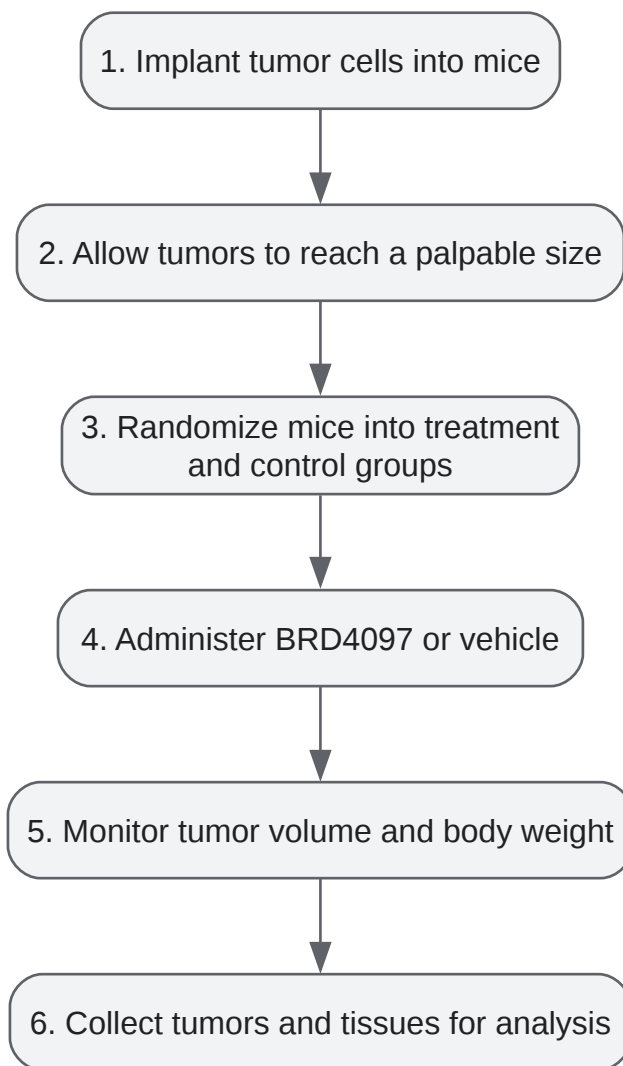 1. Implant tumor cells into mice
2. Allow tumors to reach a palpable size
3. Randomize mice into treatment
and control groups
4. Administer BRD4097 or vehicle
5. Monitor tumor volume and body weight
6. Collect tumors and tissues for analysis